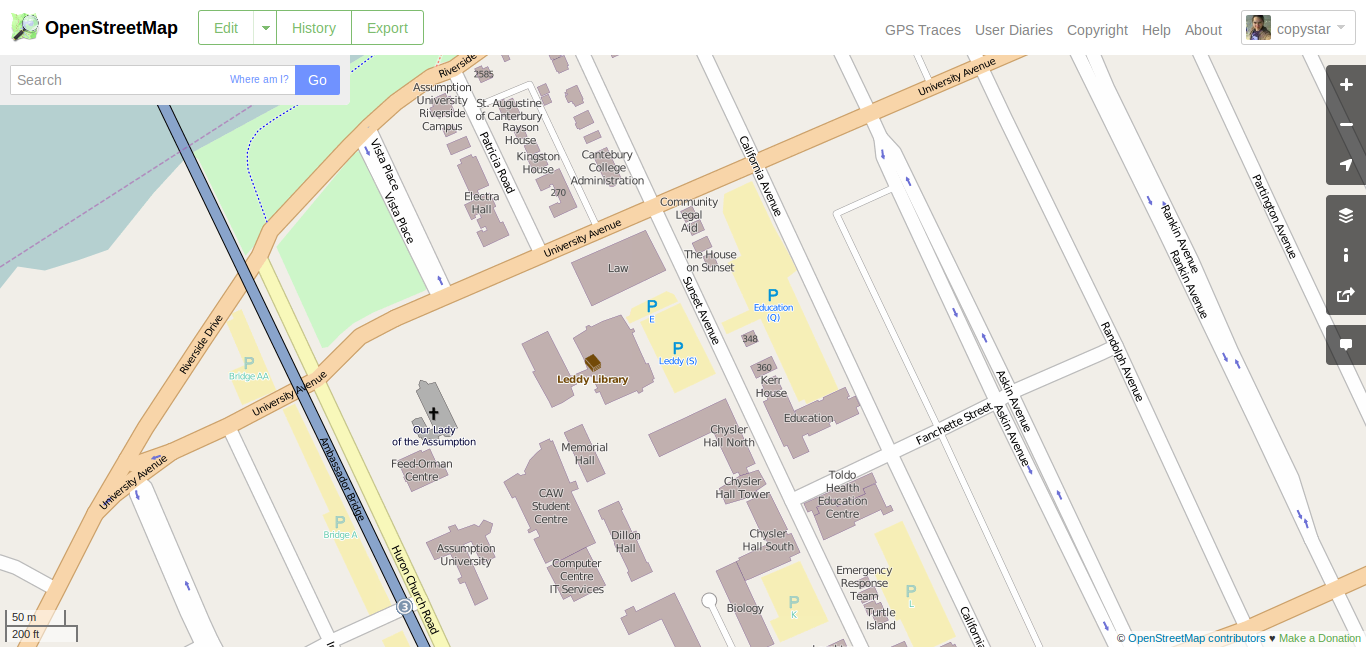 OpenStreetMap
Edit
History
Export
GPS Traces
User Diaries
Copyright
Help
About
copystar
Search
Where am I?
Go
Riverside
2585
University Avenue
Assumption
University
Riverside
Campus
St. Augustine
of Canterbury
Rayson
House
Kingston
House
Cantebury
College
Administration
Vista Place
Vista Place
Patricia Road
California Avenue
Electra
Hall
270
Community
Legal
Aid
The House
on Sunset
University Avenue
Law
Sunset Avenue
Rankin Avenue
Rankin Avenue
Partington Avenue
P
E
P
Education
(Q)
P
Leddy (S)
348
360
Kerr
House
Riverside Drive
P
Bridge AA
University Avenue
Leddy Library
Randolph Avenue
Askin Avenue
Askin Avenue
Fanchette Street
Education
Our Lady
of the Assumption
Chrysler
Hall North
Memorial
Hall
Feed-Orman
Centre
University Avenue
Ambassador Bridge
CAW
Student
Centre
Chysler
Hall Tower
Toldo
Health
Education
Centre
P
Bridge A
Dillon
Hall
Chysler
Hall South
Assumption
University
Huron Church Road
Computer
Centre
IT Services
Emergency
Response
Team
P
L
P
K
Biology
Turtle
Island
California
3
50 m
200 ft
© OpenStreetMap contributors ♥ Make a Donation